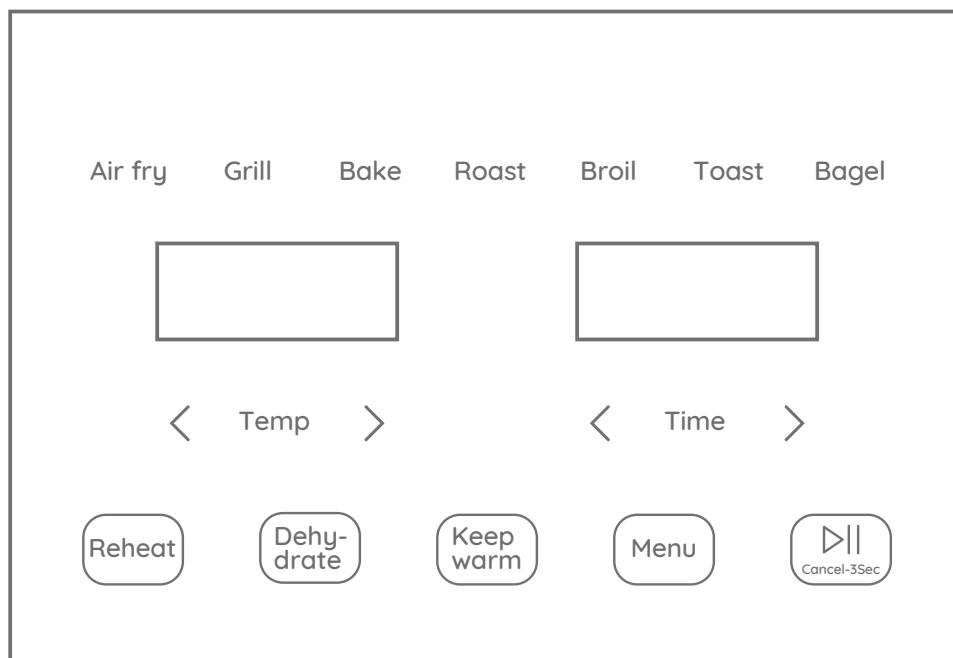 Air fry Grill Bake Roast Broil Toast Bagel
< Temp > < Time >
Reheat Dehy-
drate Keep
warm Menu Cancel-3Sec